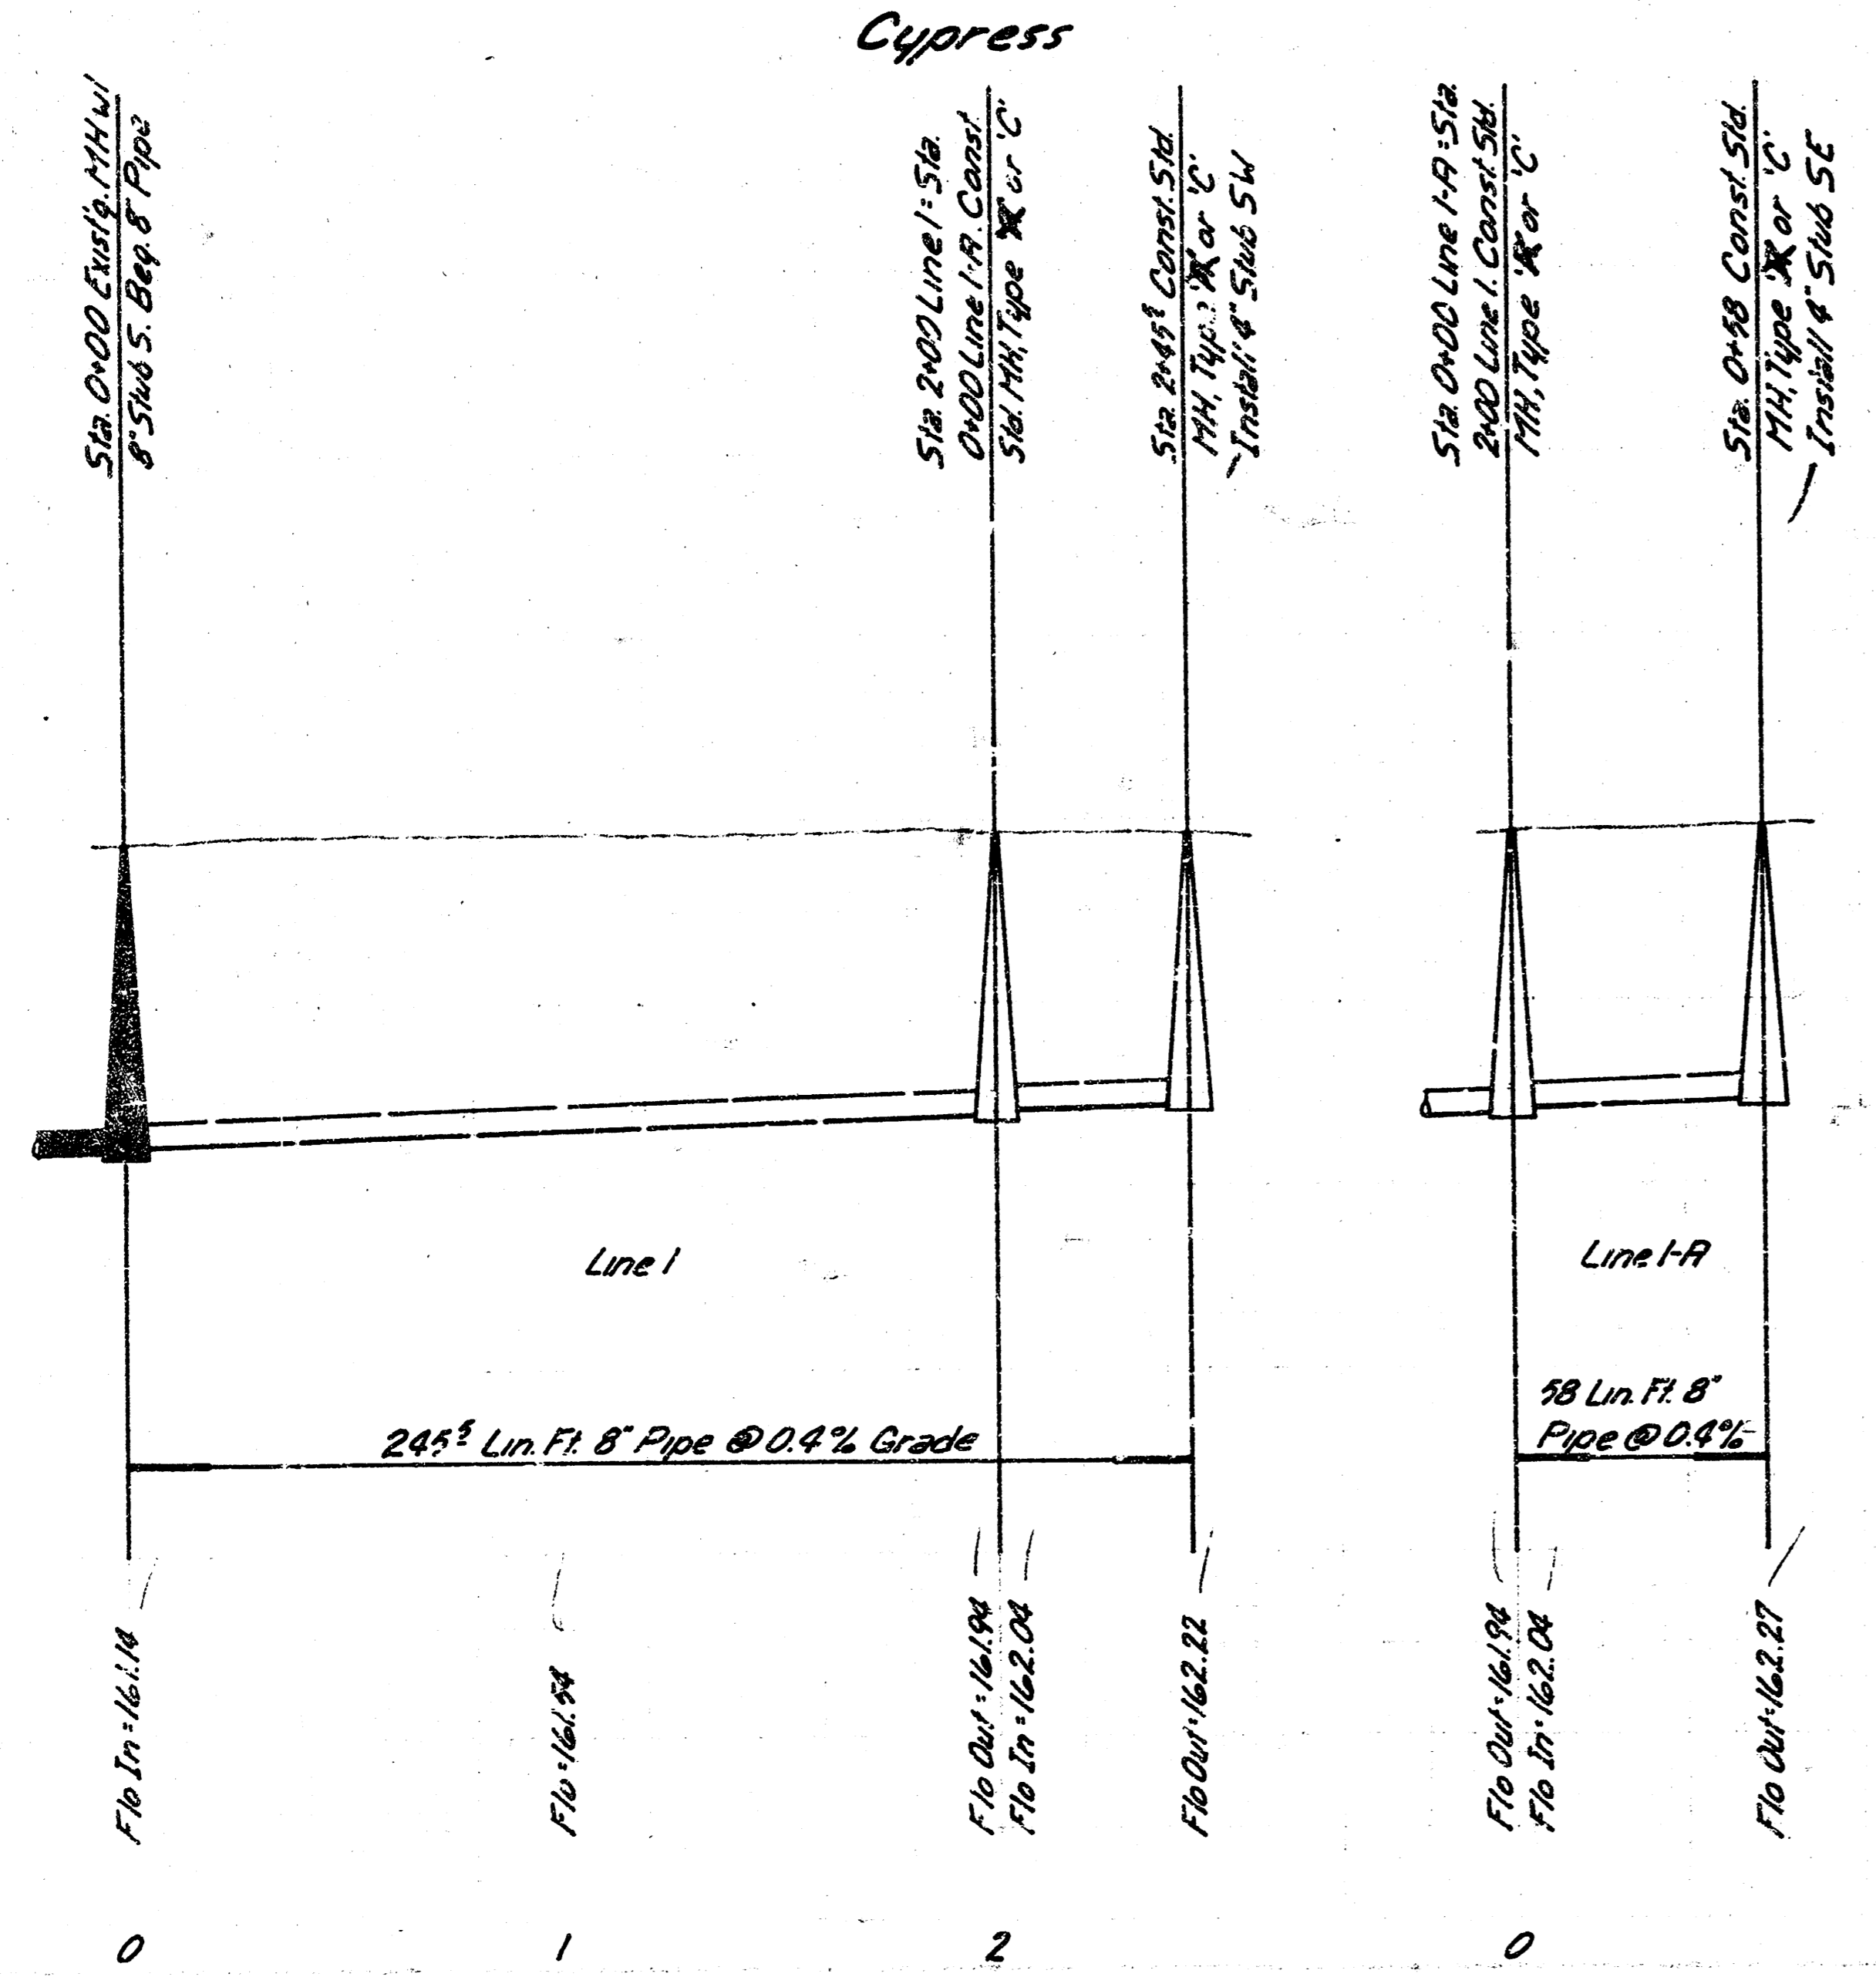 Cypress
Sta. 0+00 Exist'g. MH w/
8" Stub S. Beg. 8" Pipe
Sta. 2+00 Line 1 = Sta.
0+00 Line 1-A. Const.
Std. MH, Type or 'C'
Sta. 2+45⁵ Const. Std.
MH, Type or 'C'
Install 4" Stub SW
Sta. 0+00 Line 1-A = Sta.
2+00 Line 1. Const. Std.
MH, Type 'A' or 'C'
Sta. 0+58 Const. Std.
MH, Type or 'C'
Install 4" Stub SE
Line 1
Line 1-A
245⁵ Lin. Ft. 8" Pipe @ 0.4% Grade
58 Lin. Ft. 8"
Pipe @ 0.4%
Flo In = 161.14
Flo = 161.54
Flo Out = 161.94
Flo In = 162.04
Flo Out = 162.22
Flo Out = 161.94
Flo In = 162.04
Flo Out = 162.27
0 1 2 0